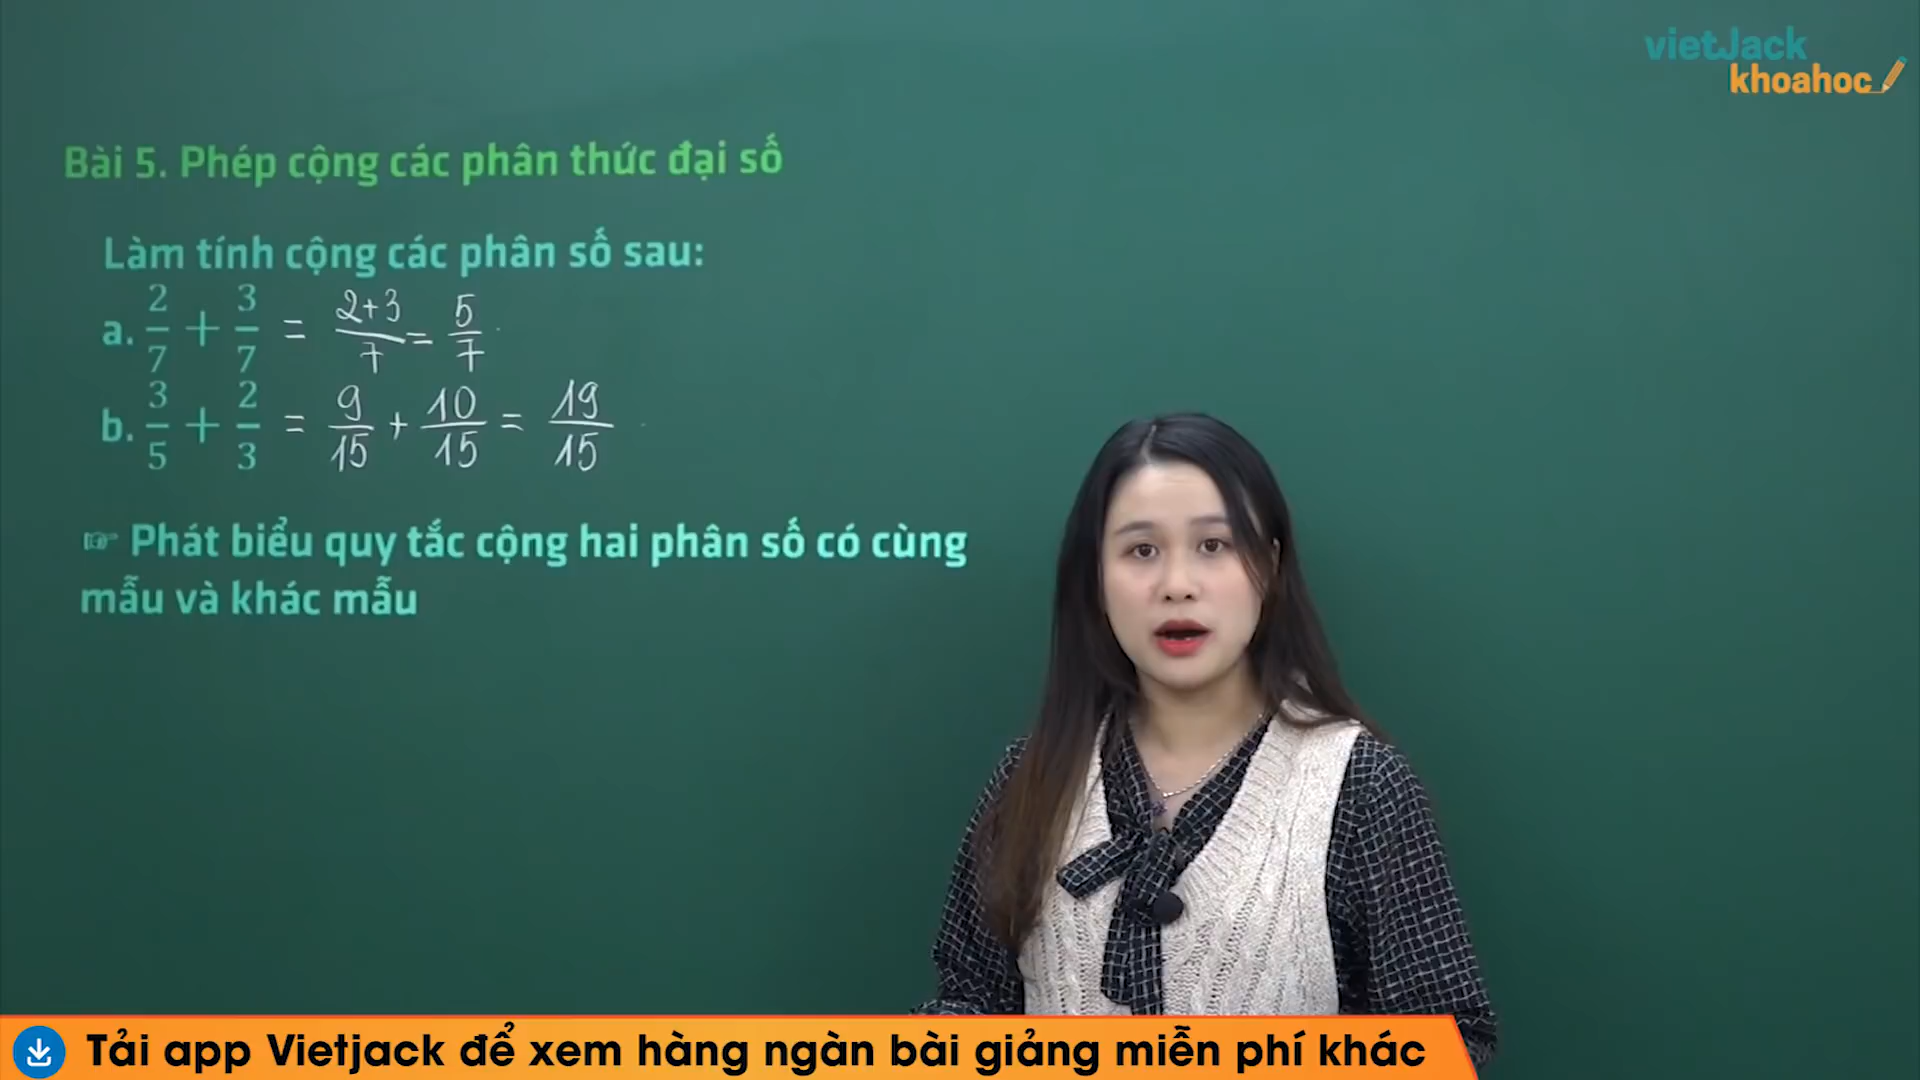 vietJack
khoahoc
Bài 5. Phép cộng các phân thức đại số
Làm tính cộng các phân số sau:
a. 2/7 + 3/7 = 2+3/7 = 5/7
b. 3/5 + 2/3 = 9/15 + 10/15 = 19/15
☞ Phát biểu quy tắc cộng hai phân số có cùng
mẫu và khác mẫu
Tải app Vietjack để xem hàng ngàn bài giảng miễn phí khác